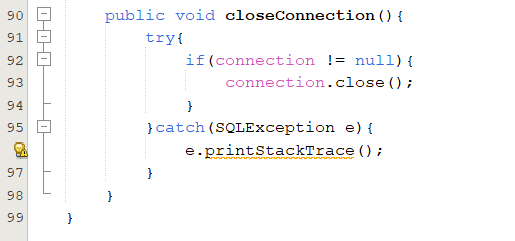 90 public void closeConnection(){
91 try{
92 if(connection != null){
93 connection.close();
94 }
95 }catch(SQLException e){
e.printStackTrace();
97 }
98 }
99 }